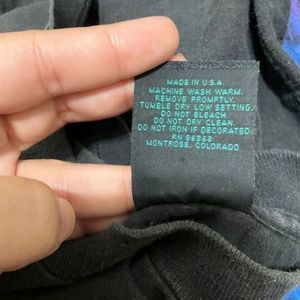 MADE IN U.S.A.
MACHINE WASH WARM.
REMOVE PROMPTLY.
TUMBLE DRY LOW SETTING.
DO NOT BLEACH.
DO NOT DRY CLEAN.
DO NOT IRON IF DECORATED.
RN 86352
MONTROSE, COLORADO